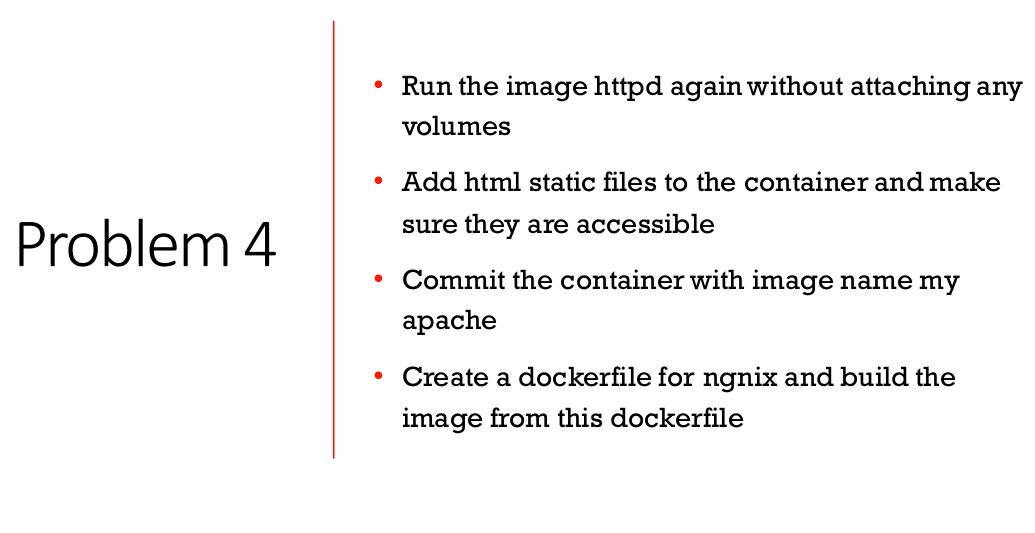 Problem 4
• Run the image httpd again without attaching any
volumes
• Add html static files to the container and make
sure they are accessible
• Commit the container with image name my
apache
• Create a dockerfile for ngnix and build the
image from this dockerfile